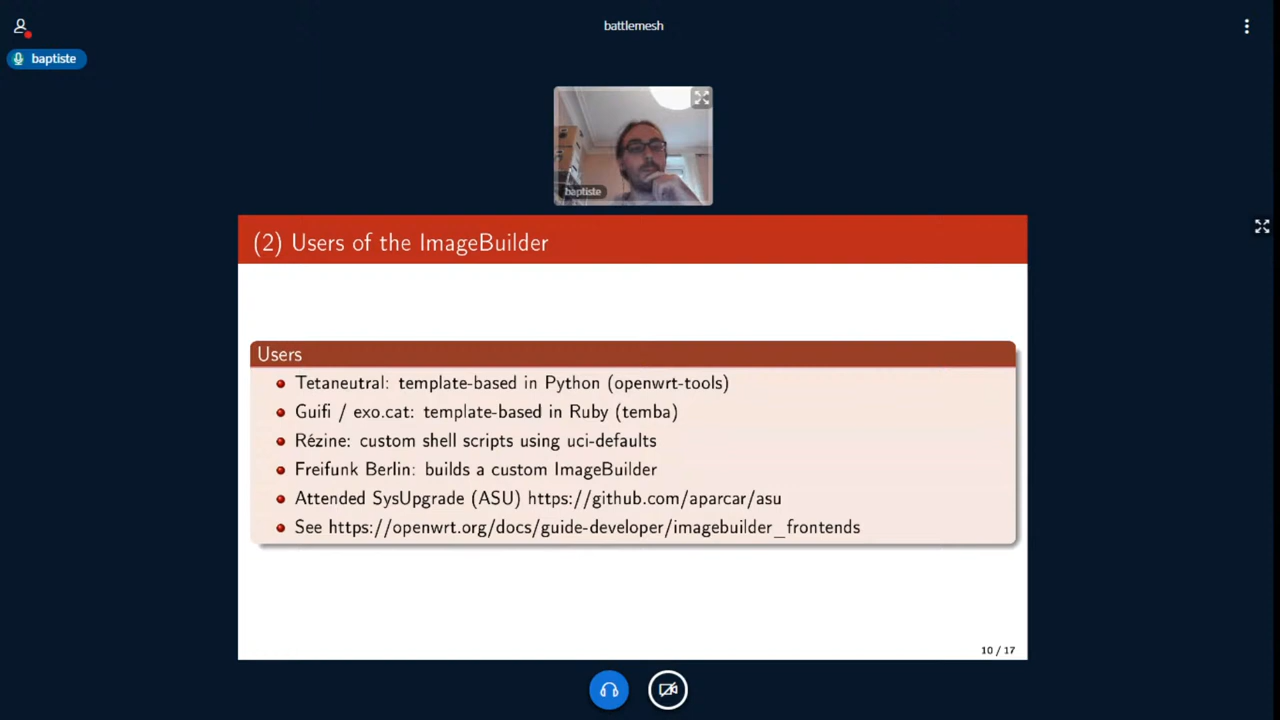 battlemesh
baptiste
baptiste
(2) Users of the ImageBuilder
Users
Tetaneutral: template-based in Python (openwrt-tools)
Guifi / exo.cat: template-based in Ruby (temba)
Rézine: custom shell scripts using uci-defaults
Freifunk Berlin: builds a custom ImageBuilder
Attended SysUpgrade (ASU) https://github.com/aparcar/asu
See https://openwrt.org/docs/guide-developer/imagebuilder_frontends
10 / 17